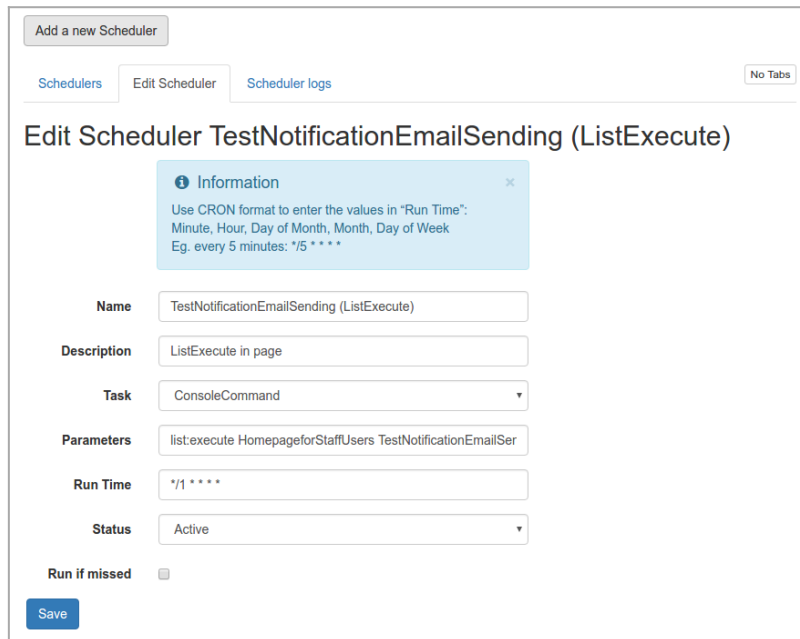 Add a new Scheduler
Schedulers Edit Scheduler Scheduler logs No Tabs
Edit Scheduler TestNotificationEmailSending (ListExecute)
Information ×
Use CRON format to enter the values in “Run Time”:
Minute, Hour, Day of Month, Month, Day of Week
Eg. every 5 minutes: */5 * * * *
Name TestNotificationEmailSending (ListExecute)
Description ListExecute in page
Task ConsoleCommand
Parameters list:execute HomepageforStaffUsers TestNotificationEmailSer
Run Time */1 * * * *
Status Active
Run if missed
Save